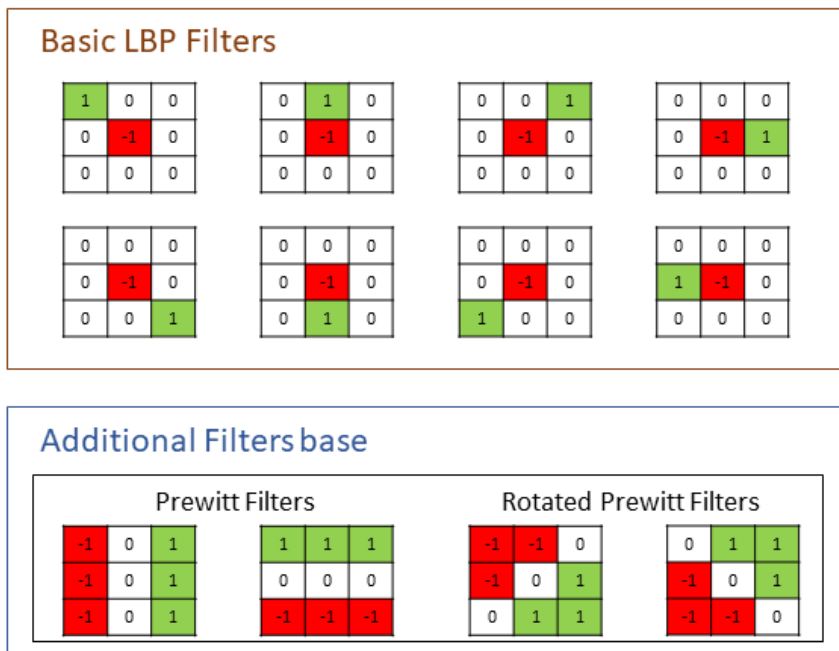 Basic LBP Filters
1 0 0 0 1 0 0 0 1 0 0 0
0 -1 0 0 -1 0 0 -1 0 0 -1 1
0 0 0 0 0 0 0 0 0 0 0 0
0 0 0 0 0 0 0 0 0 0 0 0
0 -1 0 0 -1 0 0 -1 0 1 -1 0
0 0 1 0 1 0 1 0 0 0 0 0
Additional Filters base
Prewitt Filters Rotated Prewitt Filters
-1 0 1 1 1 1 -1 -1 0 0 1 1
-1 0 1 0 0 0 -1 0 1 -1 0 1
-1 0 1 -1 -1 -1 0 1 1 -1 -1 0